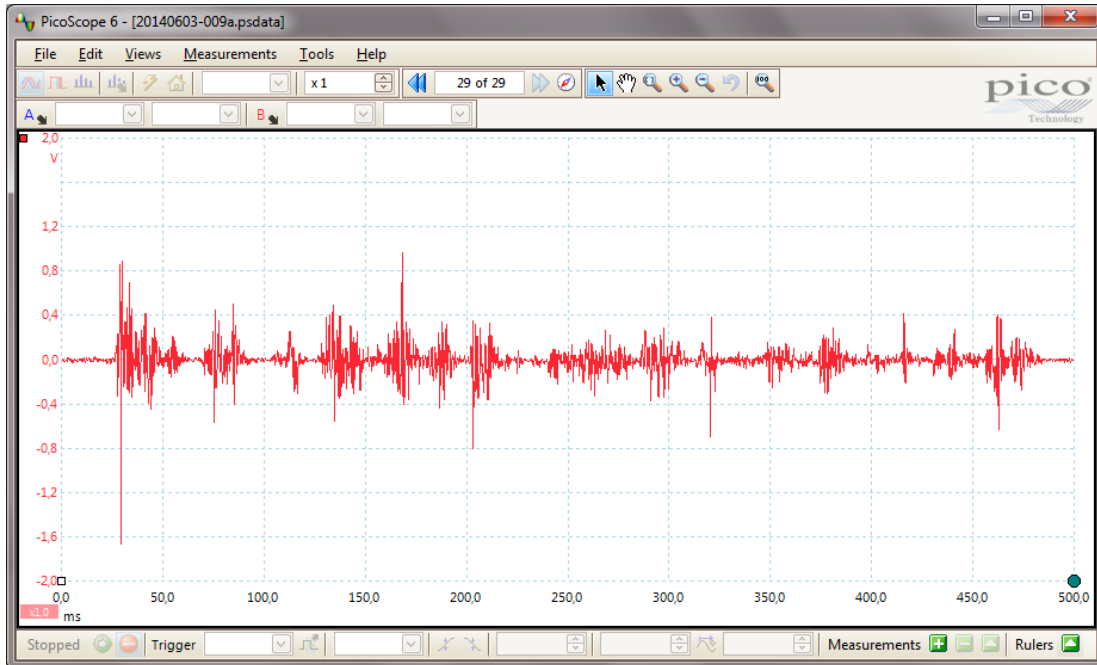 PicoScope 6 - [20140603-009a.psdata]
File Edit Views Measurements Tools Help
x 1 29 of 29
pico
Technology
A B
2,0
V
1,2
0,8
0,4
0,0
-0,4
-0,8
-1,2
-1,6
-2,0
0,0 50,0 100,0 150,0 200,0 250,0 300,0 350,0 400,0 450,0 500,0
x1.0 ms
Stopped Trigger Measurements Rulers